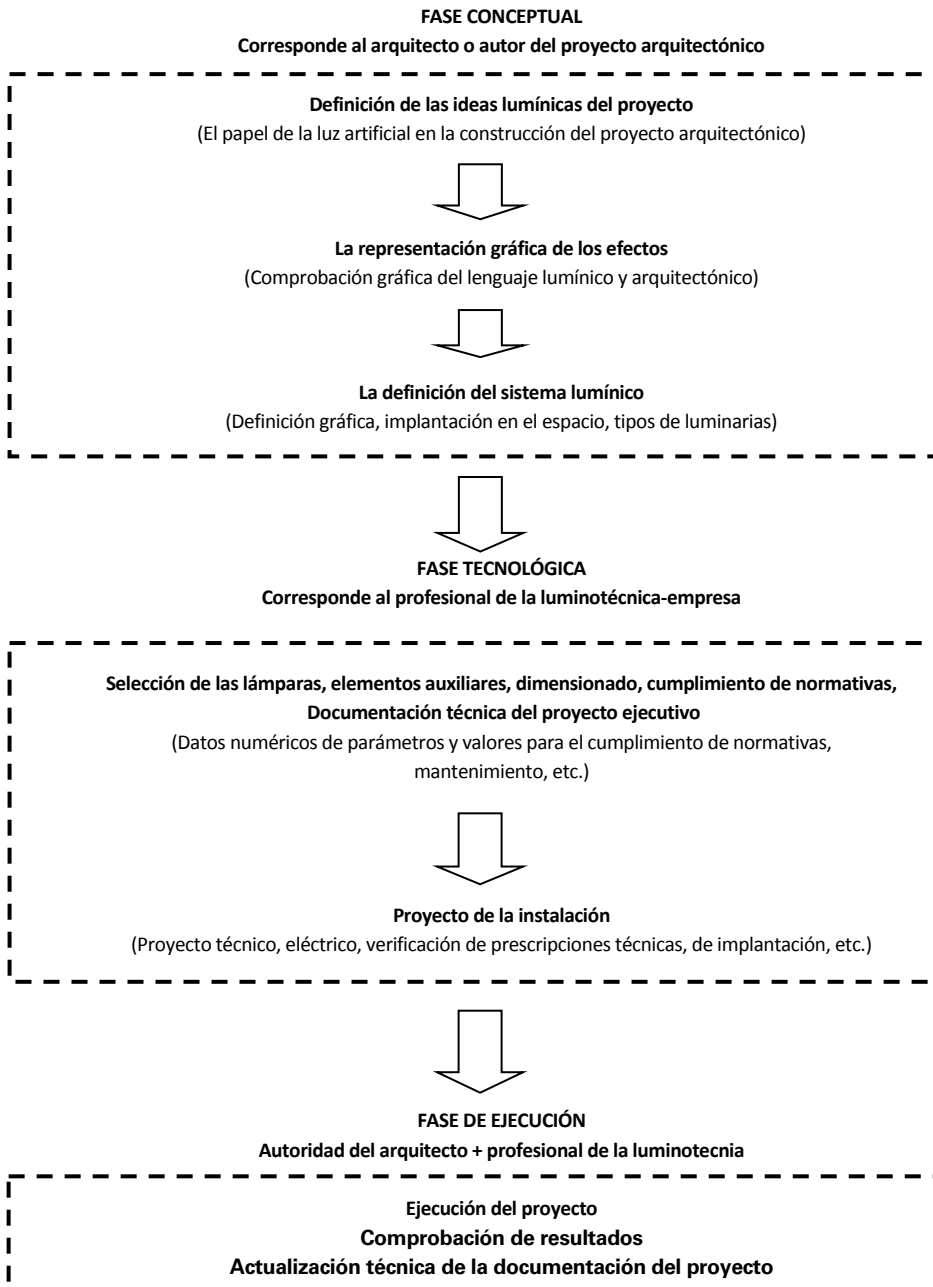 FASE CONCEPTUAL
Corresponde al arquitecto o autor del proyecto arquitectónico
Definición de las ideas lumínicas del proyecto
(El papel de la luz artificial en la construcción del proyecto arquitectónico)
La representación gráfica de los efectos
(Comprobación gráfica del lenguaje lumínico y arquitectónico)
La definición del sistema lumínico
(Definición gráfica, implantación en el espacio, tipos de luminarias)
FASE TECNOLÓGICA
Corresponde al profesional de la luminotécnica-empresa
Selección de las lámparas, elementos auxiliares, dimensionado, cumplimiento de normativas,
Documentación técnica del proyecto ejecutivo
(Datos numéricos de parámetros y valores para el cumplimiento de normativas,
mantenimiento, etc.)
Proyecto de la instalación
(Proyecto técnico, eléctrico, verificación de prescripciones técnicas, de implantación, etc.)
FASE DE EJECUCIÓN
Autoridad del arquitecto + profesional de la luminotecnia
Ejecución del proyecto
Comprobación de resultados
Actualización técnica de la documentación del proyecto